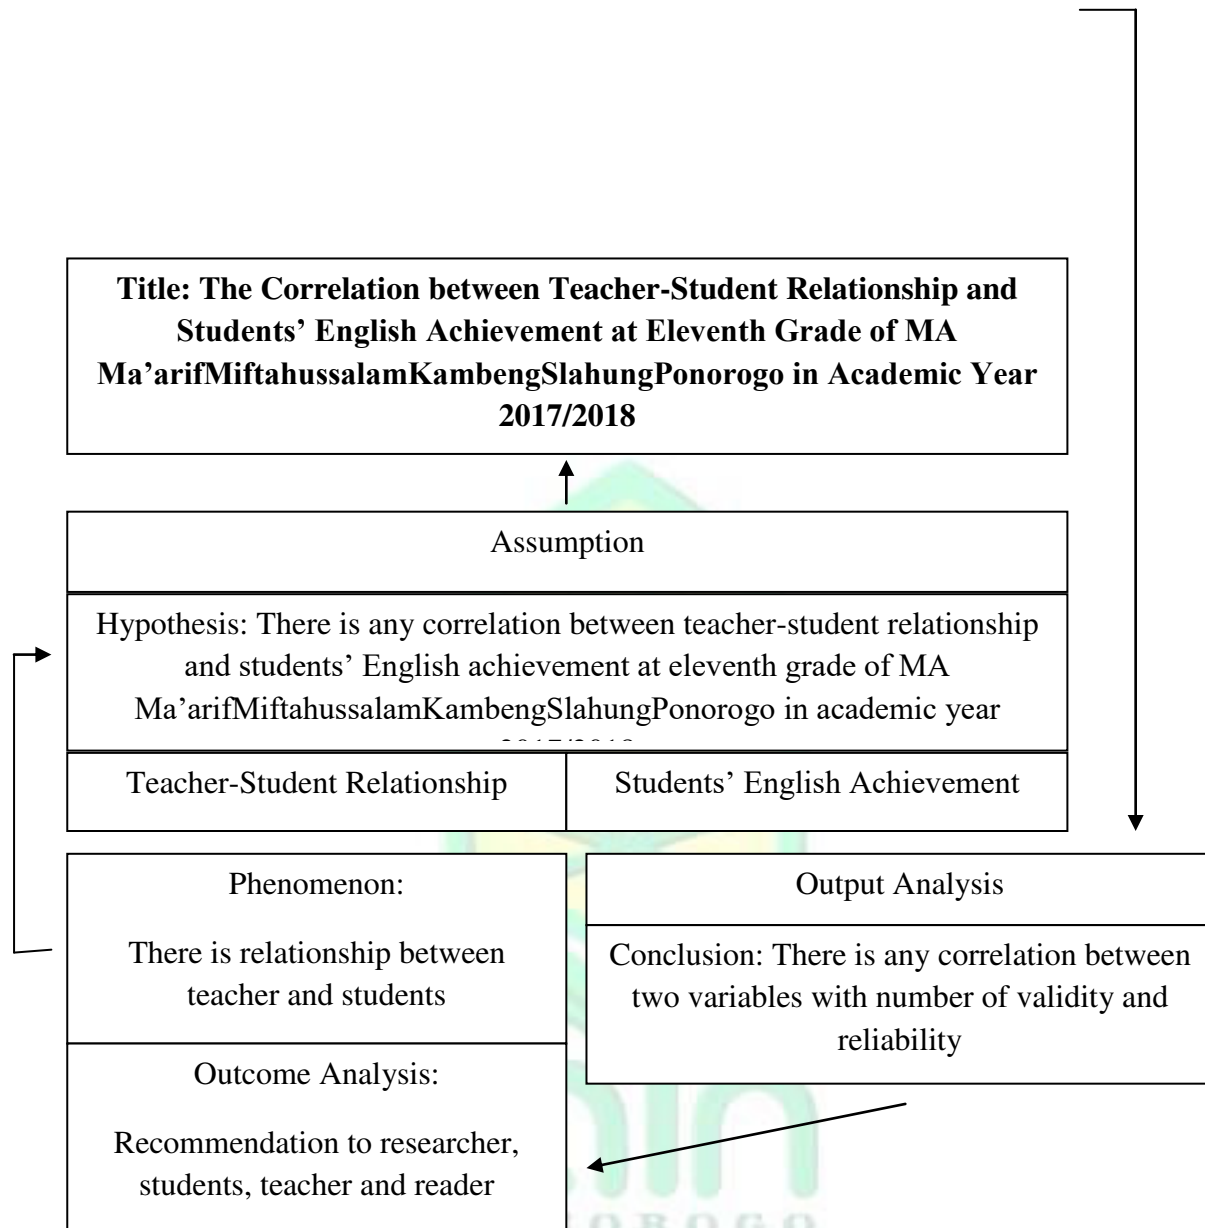 Title: The Correlation between Teacher-Student Relationship and
Students’ English Achievement at Eleventh Grade of MA
Ma’arifMiftahussalamKambengSlahungPonorogo in Academic Year
2017/2018
Assumption
Hypothesis: There is any correlation between teacher-student relationship
and students’ English achievement at eleventh grade of MA
Ma’arifMiftahussalamKambengSlahungPonorogo in academic year
Teacher-Student Relationship
Students’ English Achievement
Phenomenon:
There is relationship between
teacher and students
Output Analysis
Conclusion: There is any correlation between
two variables with number of validity and
reliability
Outcome Analysis:
Recommendation to researcher,
students, teacher and reader